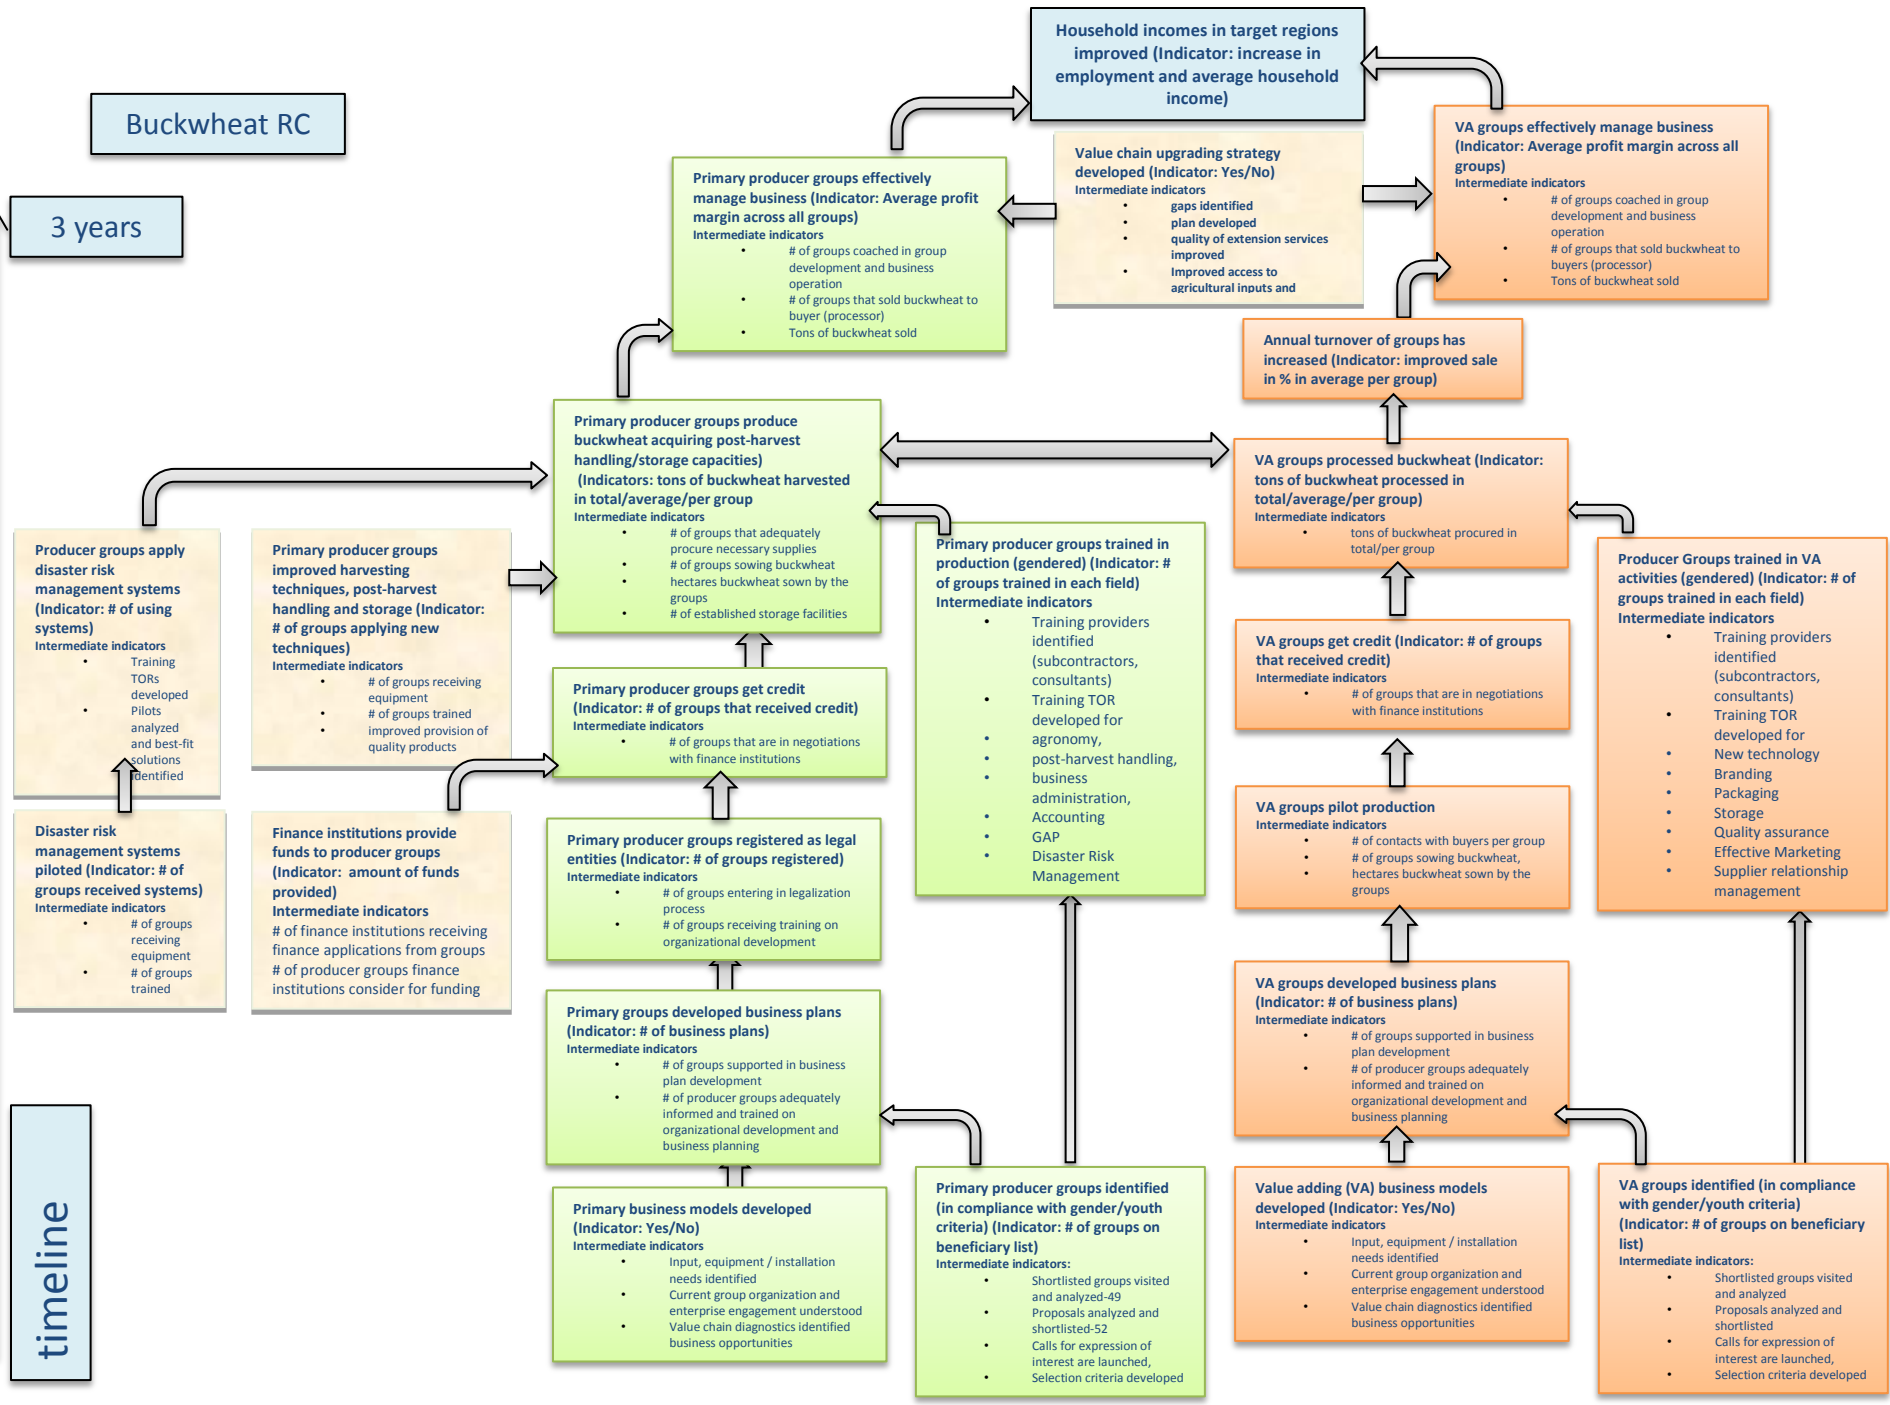 Household incomes in target regions
improved (Indicator: increase in
employment and average household
income)
Buckwheat RC
3 years
timeline
Primary producer groups effectively
manage business (Indicator: Average profit
margin across all groups)
Intermediate indicators
• # of groups coached in group
development and business
operation
• # of groups that sold buckwheat to
buyer (processor)
• Tons of buckwheat sold
Value chain upgrading strategy
developed (Indicator: Yes/No)
Intermediate indicators
• gaps identified
• plan developed
• quality of extension services
improved
• Improved access to
agricultural inputs and
VA groups effectively manage business
(Indicator: Average profit margin across all
groups)
Intermediate indicators
• # of groups coached in group
development and business
operation
• # of groups that sold buckwheat to
buyers (processor)
• Tons of buckwheat sold
Annual turnover of groups has
increased (Indicator: improved sale
in % in average per group)
Primary producer groups produce
buckwheat acquiring post-harvest
handling/storage capacities)
(Indicators: tons of buckwheat harvested
in total/average/per group
Intermediate indicators
• # of groups that adequately
procure necessary supplies
• # of groups sowing buckwheat
• hectares buckwheat sown by the
groups
• # of established storage facilities
VA groups processed buckwheat (Indicator:
tons of buckwheat processed in
total/average/per group)
Intermediate indicators
• tons of buckwheat procured in
total/per group
Producer groups apply
disaster risk
management systems
(Indicator: # of using
systems)
Intermediate indicators
• Training
TORs
developed
• Pilots
analyzed
and best-fit
solutions
identified
Primary producer groups
improved harvesting
techniques, post-harvest
handling and storage (Indicator:
# of groups applying new
techniques)
Intermediate indicators
• # of groups receiving
equipment
• # of groups trained
• improved provision of
quality products
Primary producer groups trained in
production (gendered) (Indicator: #
of groups trained in each field)
Intermediate indicators
• Training providers
identified
(subcontractors,
consultants)
• Training TOR
developed for
• agronomy,
• post-harvest handling,
• business
administration,
• Accounting
• GAP
• Disaster Risk
Management
Producer Groups trained in VA
activities (gendered) (Indicator: # of
groups trained in each field)
Intermediate indicators
• Training providers
identified
(subcontractors,
consultants)
• Training TOR
developed for
• New technology
• Branding
• Packaging
• Storage
• Quality assurance
• Effective Marketing
• Supplier relationship
management
Primary producer groups get credit
(Indicator: # of groups that received credit)
Intermediate indicators
• # of groups that are in negotiations
with finance institutions
VA groups get credit (Indicator: # of groups
that received credit)
Intermediate indicators
• # of groups that are in negotiations
with finance institutions
Disaster risk
management systems
piloted (Indicator: # of
groups received systems)
Intermediate indicators
• # of groups
receiving
equipment
• # of groups
trained
Finance institutions provide
funds to producer groups
(Indicator: amount of funds
provided)
Intermediate indicators
# of finance institutions receiving
finance applications from groups
# of producer groups finance
institutions consider for funding
Primary producer groups registered as legal
entities (Indicator: # of groups registered)
Intermediate indicators
• # of groups entering in legalization
process
• # of groups receiving training on
organizational development
VA groups pilot production
Intermediate indicators
• # of contacts with buyers per group
• # of groups sowing buckwheat,
• hectares buckwheat sown by the
groups
Primary groups developed business plans
(Indicator: # of business plans)
Intermediate indicators
• # of groups supported in business
plan development
• # of producer groups adequately
informed and trained on
organizational development and
business planning
VA groups developed business plans
(Indicator: # of business plans)
Intermediate indicators
• # of groups supported in business
plan development
• # of producer groups adequately
informed and trained on
organizational development and
business planning
Primary business models developed
(Indicator: Yes/No)
Intermediate indicators
• Input, equipment / installation
needs identified
• Current group organization and
enterprise engagement understood
• Value chain diagnostics identified
business opportunities
Primary producer groups identified
(in compliance with gender/youth
criteria) (Indicator: # of groups on
beneficiary list)
Intermediate indicators:
• Shortlisted groups visited
and analyzed-49
• Proposals analyzed and
shortlisted-52
• Calls for expression of
interest are launched,
• Selection criteria developed
Value adding (VA) business models
developed (Indicator: Yes/No)
Intermediate indicators
• Input, equipment / installation
needs identified
• Current group organization and
enterprise engagement understood
• Value chain diagnostics identified
business opportunities
VA groups identified (in compliance
with gender/youth criteria)
(Indicator: # of groups on beneficiary
list)
Intermediate indicators:
• Shortlisted groups visited
and analyzed
• Proposals analyzed and
shortlisted
• Calls for expression of
interest are launched,
• Selection criteria developed